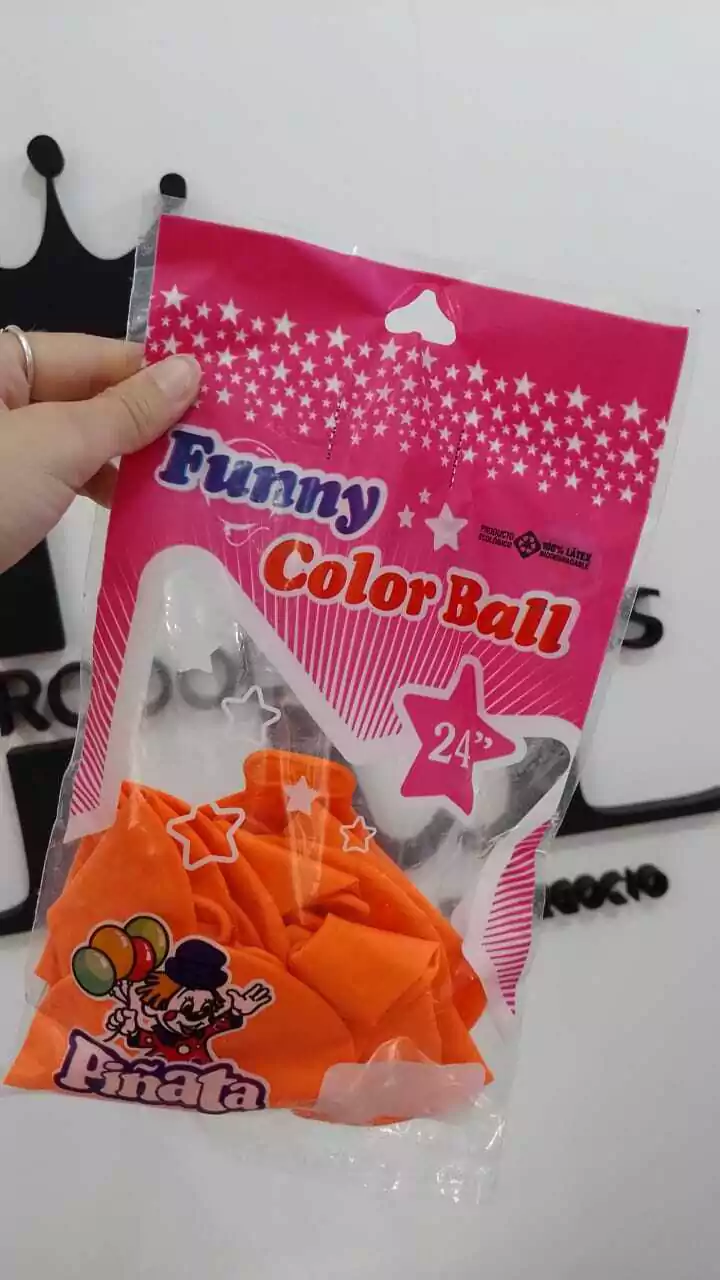 Funny
Color Ball
PRODUCTO
ECOLÓGICO
100% LÁTEX
BIODEGRADABLE
24”
Piñata